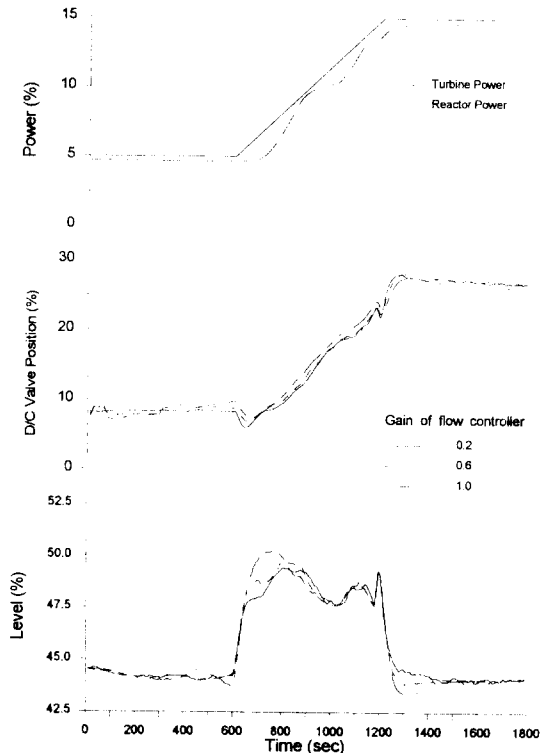 15
10
5
0
Power (%)
Turbine Power
Reactor Power
30
20
10
0
D/C Valve Position (%)
Gain of flow controller
0.2
0.6
1.0
52.5
50.0
47.5
45.0
42.5
Level (%)
0 200 400 600 800 1000 1200 1400 1600 1800
Time (sec)